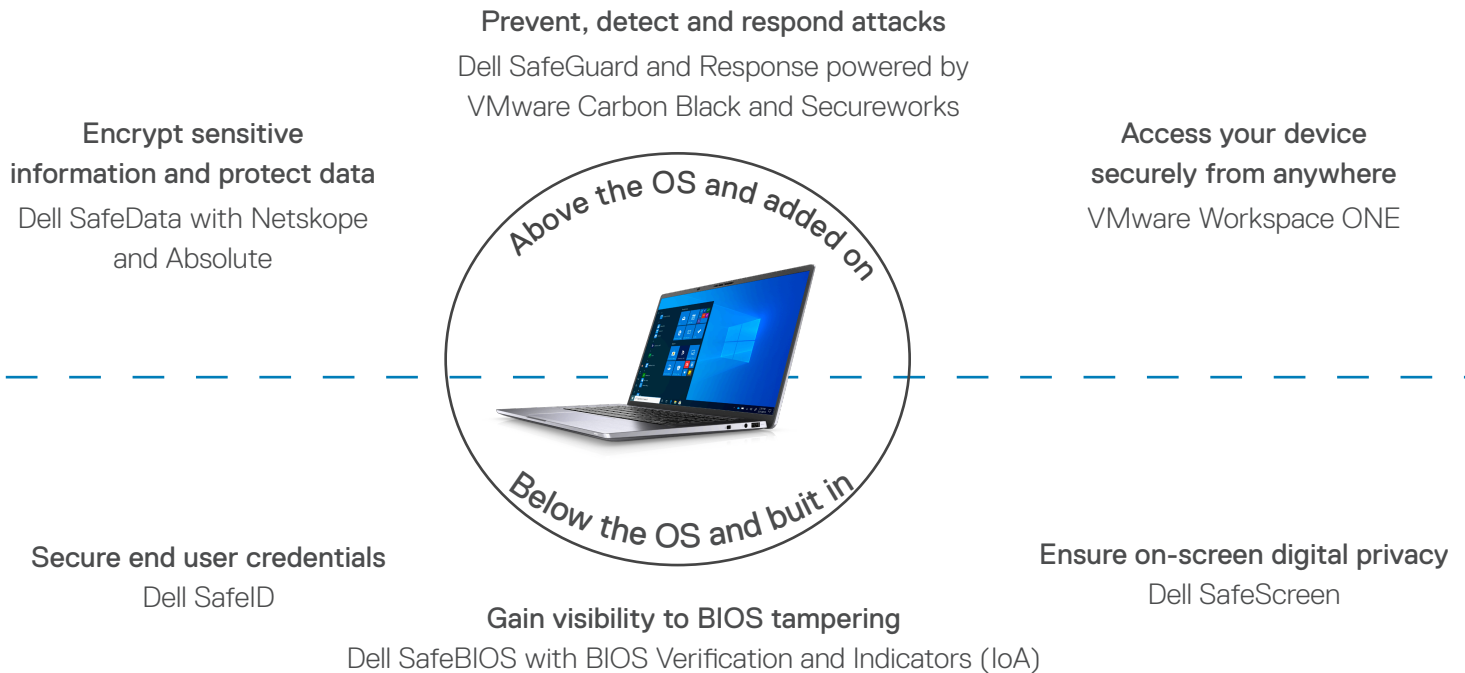 Prevent, detect and respond attacks
Dell SafeGuard and Response powered by
VMware Carbon Black and Secureworks
Encrypt sensitive
information and protect data
Dell SafeData with Netskope
and Absolute
Access your device
securely from anywhere
VMware Workspace ONE
Above the OS and added on
Below the OS and buit in
Secure end user credentials
Dell SafeID
Ensure on-screen digital privacy
Dell SafeScreen
Gain visibility to BIOS tampering
Dell SafeBIOS with BIOS Verification and Indicators (IoA)